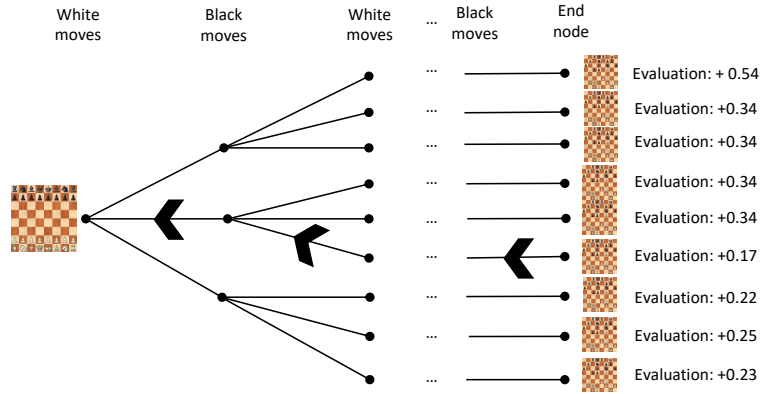 White
moves
Black
moves
White
moves
...
Black
moves
End
node
...
Evaluation: + 0.54
...
Evaluation: +0.34
...
Evaluation: +0.34
...
Evaluation: +0.34
...
Evaluation: +0.34
...
Evaluation: +0.17
...
Evaluation: +0.22
...
Evaluation: +0.25
...
Evaluation: +0.23